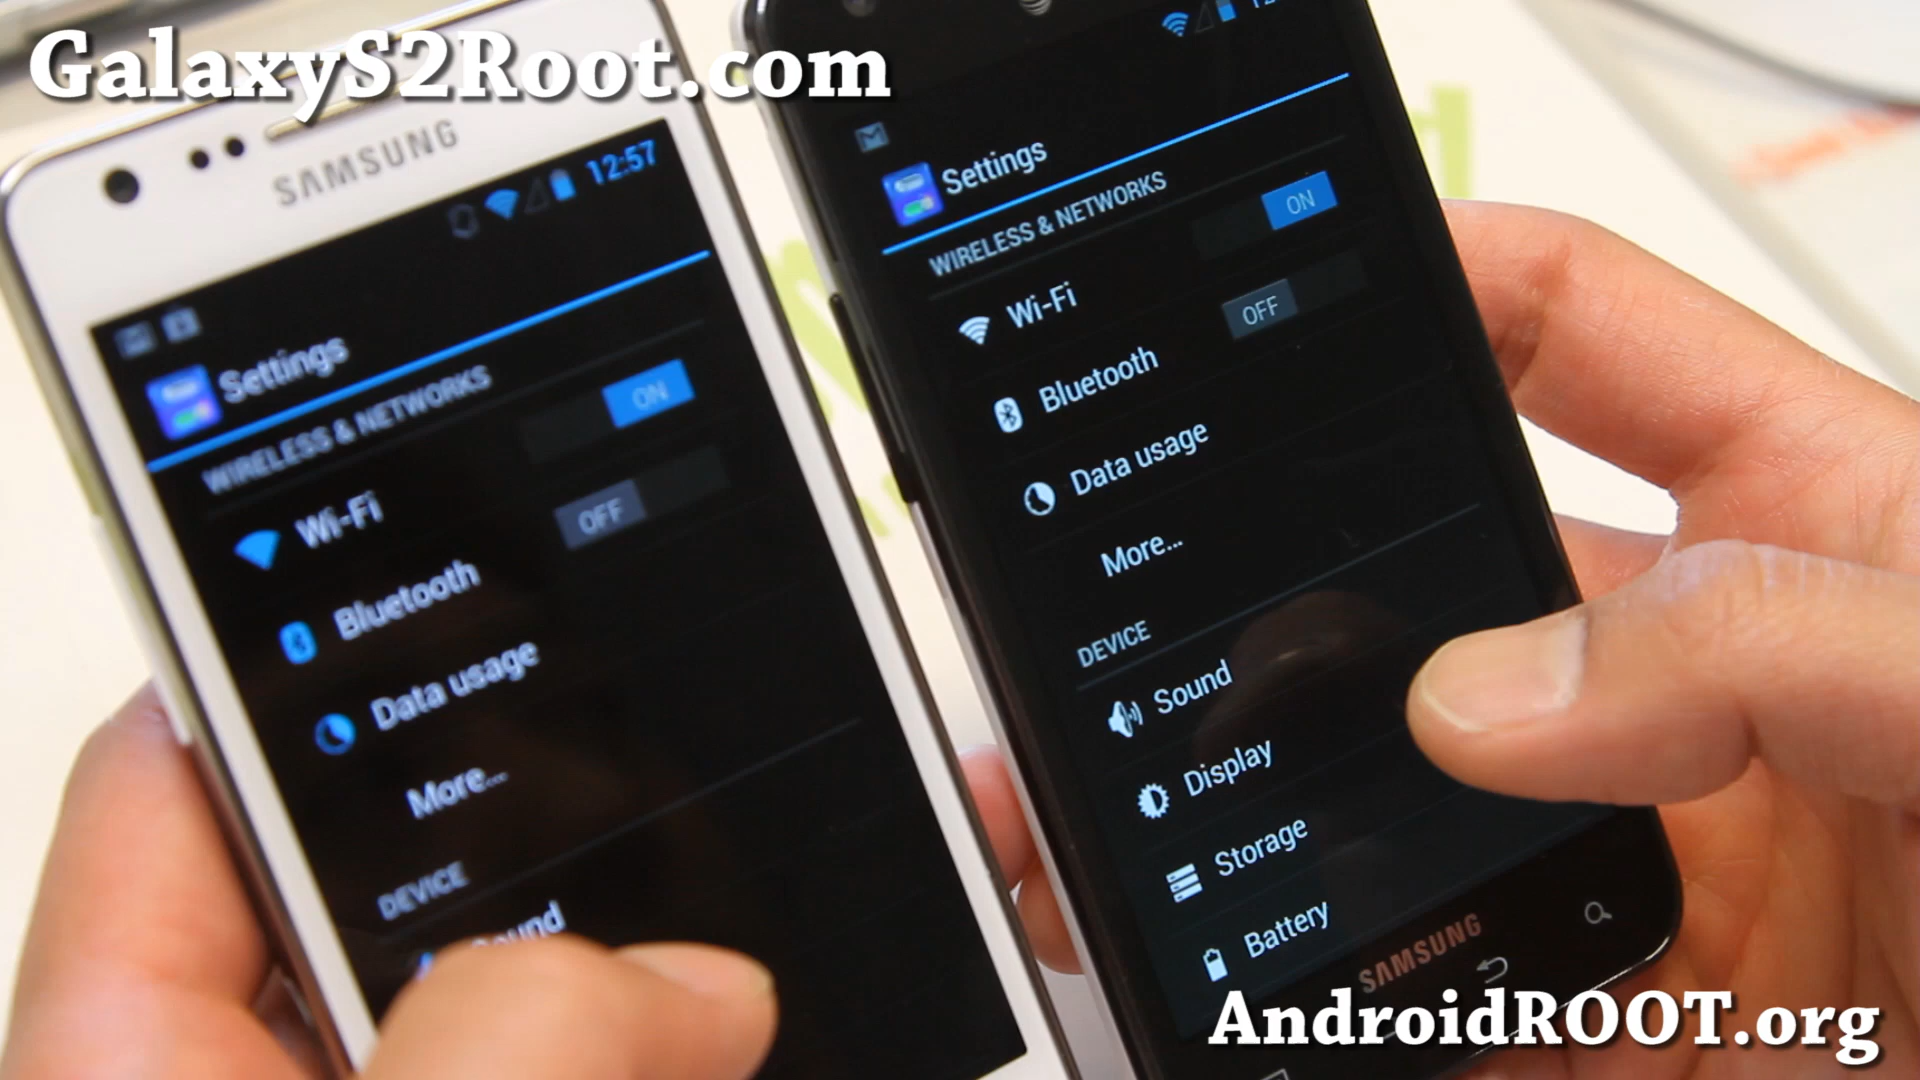 GalaxyS2Root.com
SAMSUNG
12:57
Settings
WIRELESS & NETWORKS
Wi-Fi
ON
Bluetooth
OFF
Data usage
More...
DEVICE
Sound
Settings
WIRELESS & NETWORKS
Wi-Fi
ON
Bluetooth
OFF
Data usage
More...
DEVICE
Sound
Display
Storage
Battery
SAMSUNG
AndroidROOT.org